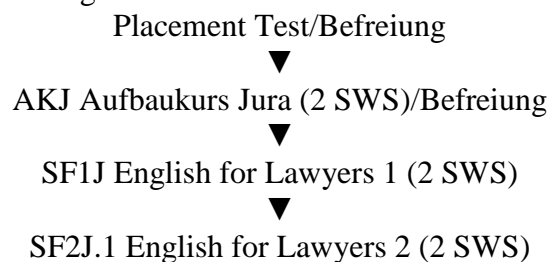 Placement Test/Befreiung
▼
AKJ Aufbaukurs Jura (2 SWS)/Befreiung
▼
SF1J English for Lawyers 1 (2 SWS)
▼
SF2J.1 English for Lawyers 2 (2 SWS)